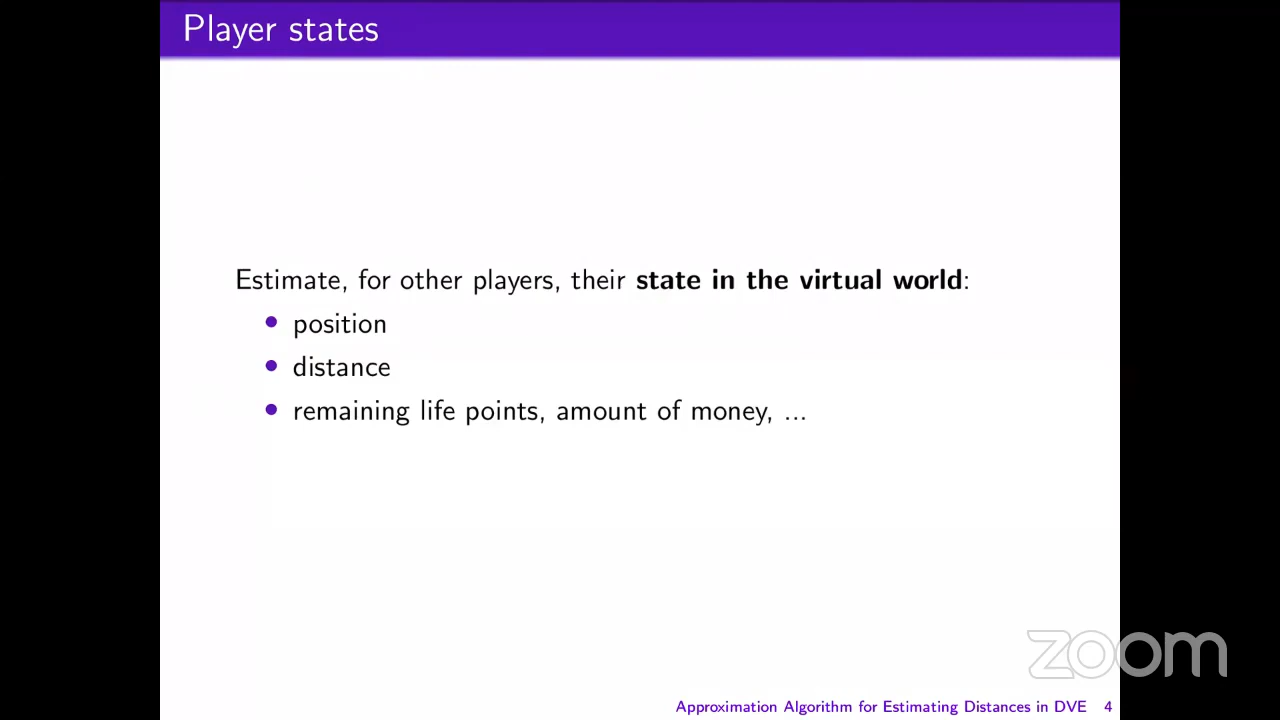 Player states
Estimate, for other players, their state in the virtual world:
• position
• distance
• remaining life points, amount of money, ...
zoom
Approximation Algorithm for Estimating Distances in DVE 4